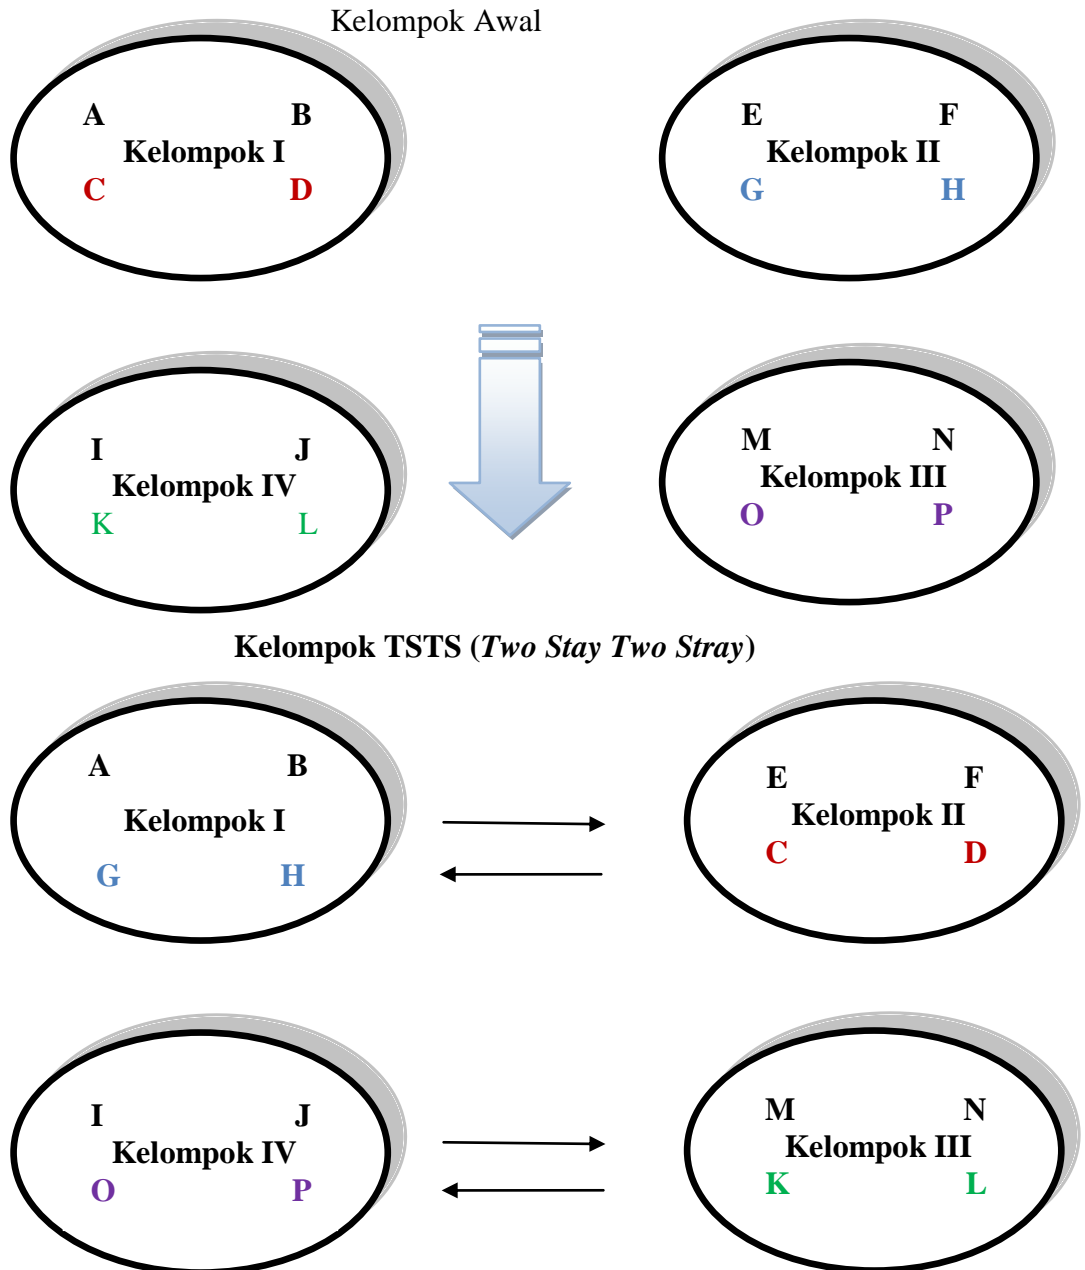 Kelompok Awal
A B
Kelompok I
C D
E F
Kelompok II
G H
I J
Kelompok IV
K L
M N
Kelompok III
O P
Kelompok TSTS (Two Stay Two Stray)
A B
Kelompok I
G H
E F
Kelompok II
C D
I J
Kelompok IV
O P
M N
Kelompok III
K L